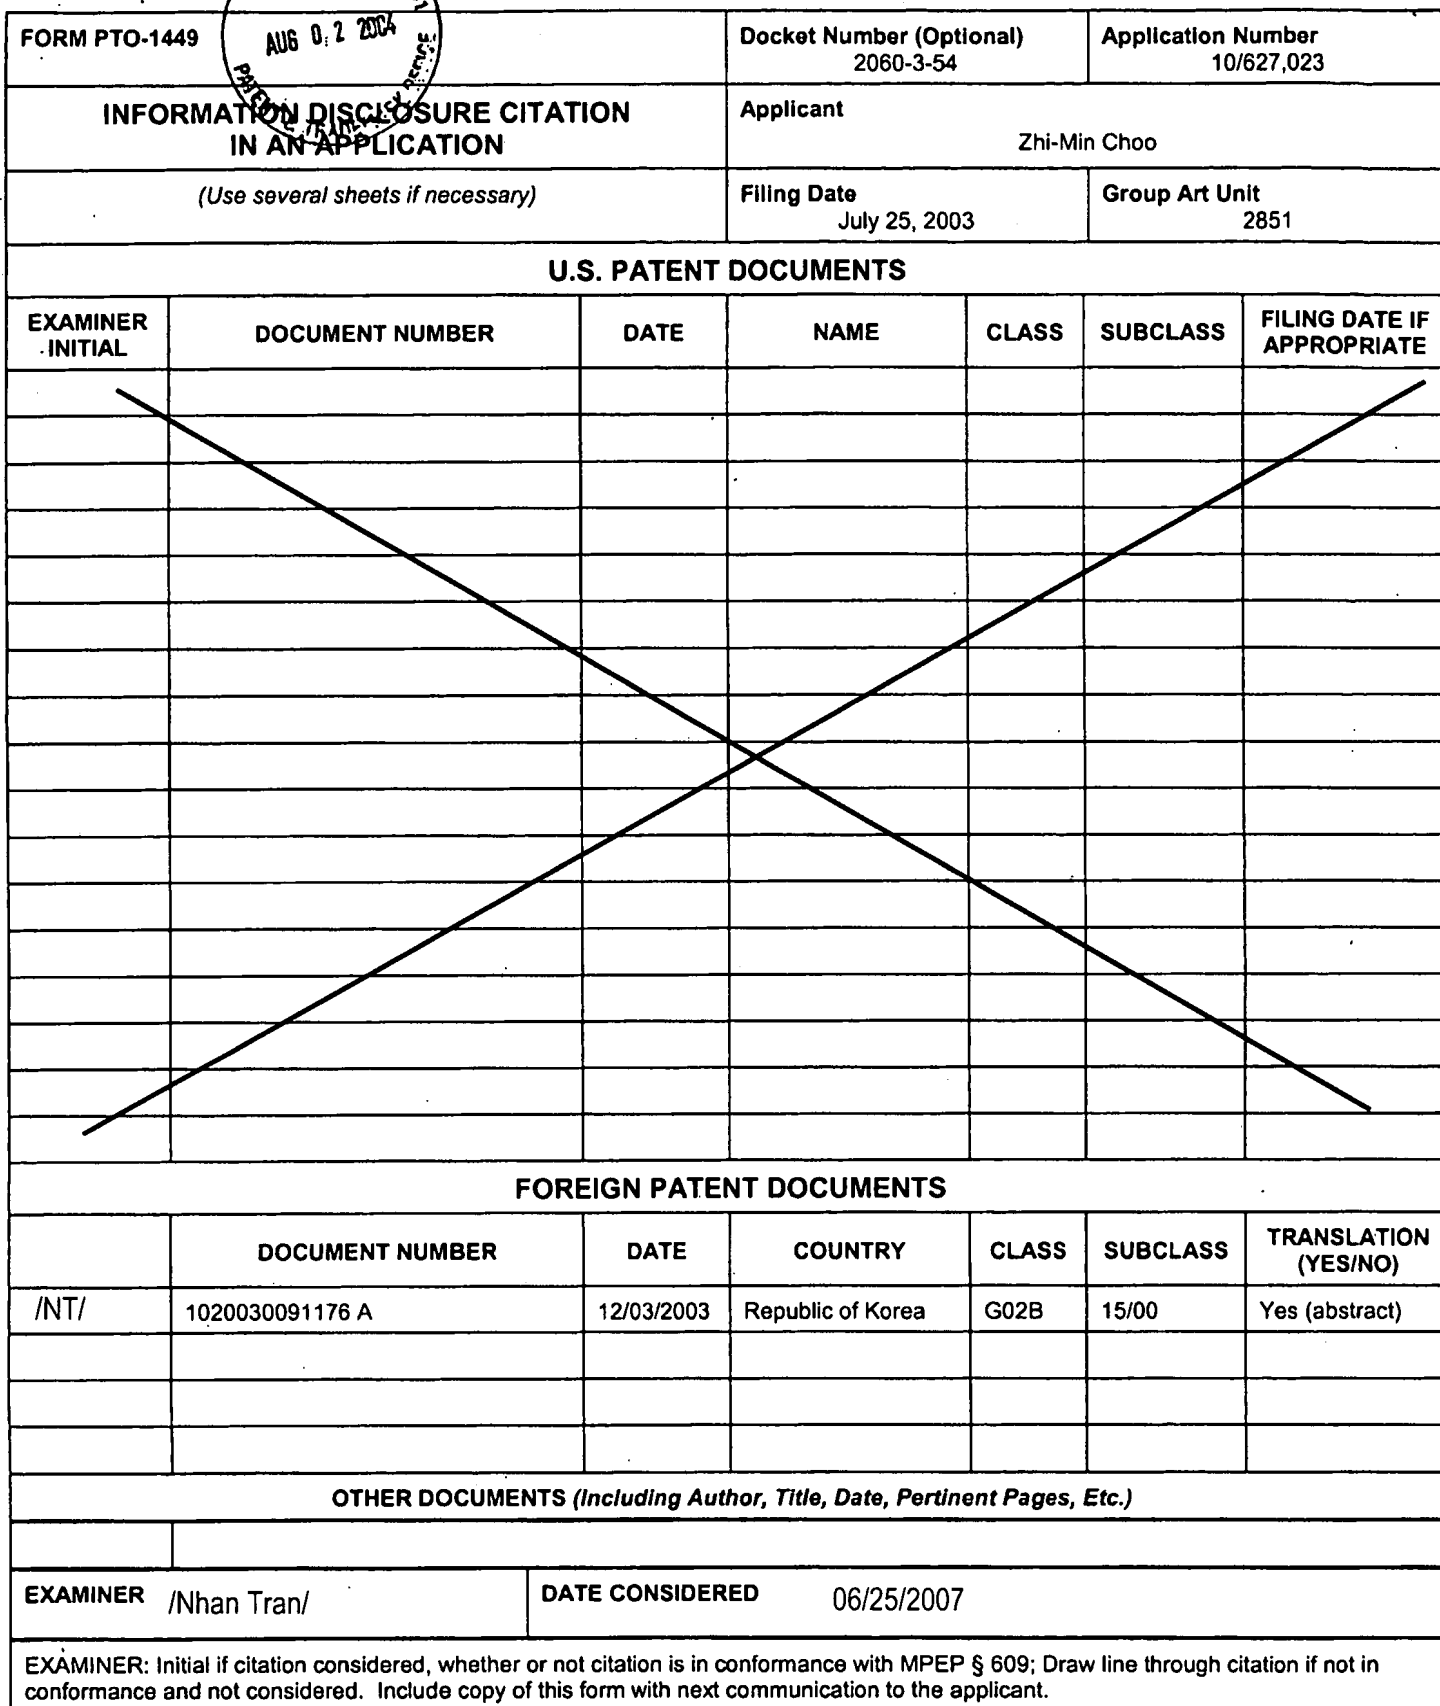 FORM PTO-1449
AUG 02 2004
Docket Number (Optional)
2060-3-54
Application Number
10/627,023
INFORMATION DISCLOSURE CITATION
IN AN APPLICATION
Applicant
Zhi-Min Choo
(Use several sheets if necessary)
Filing Date
July 25, 2003
Group Art Unit
2851
U.S. PATENT DOCUMENTS
EXAMINER INITIAL
DOCUMENT NUMBER
DATE
NAME
CLASS
SUBCLASS
FILING DATE IF APPROPRIATE
FOREIGN PATENT DOCUMENTS
DOCUMENT NUMBER
DATE
COUNTRY
CLASS
SUBCLASS
TRANSLATION (YES/NO)
/NT/
1020030091176 A
12/03/2003
Republic of Korea
G02B
15/00
Yes (abstract)
OTHER DOCUMENTS (Including Author, Title, Date, Pertinent Pages, Etc.)
EXAMINER /Nhan Tran/
DATE CONSIDERED 06/25/2007
EXAMINER: Initial if citation considered, whether or not citation is in conformance with MPEP § 609; Draw line through citation if not in
conformance and not considered. Include copy of this form with next communication to the applicant.